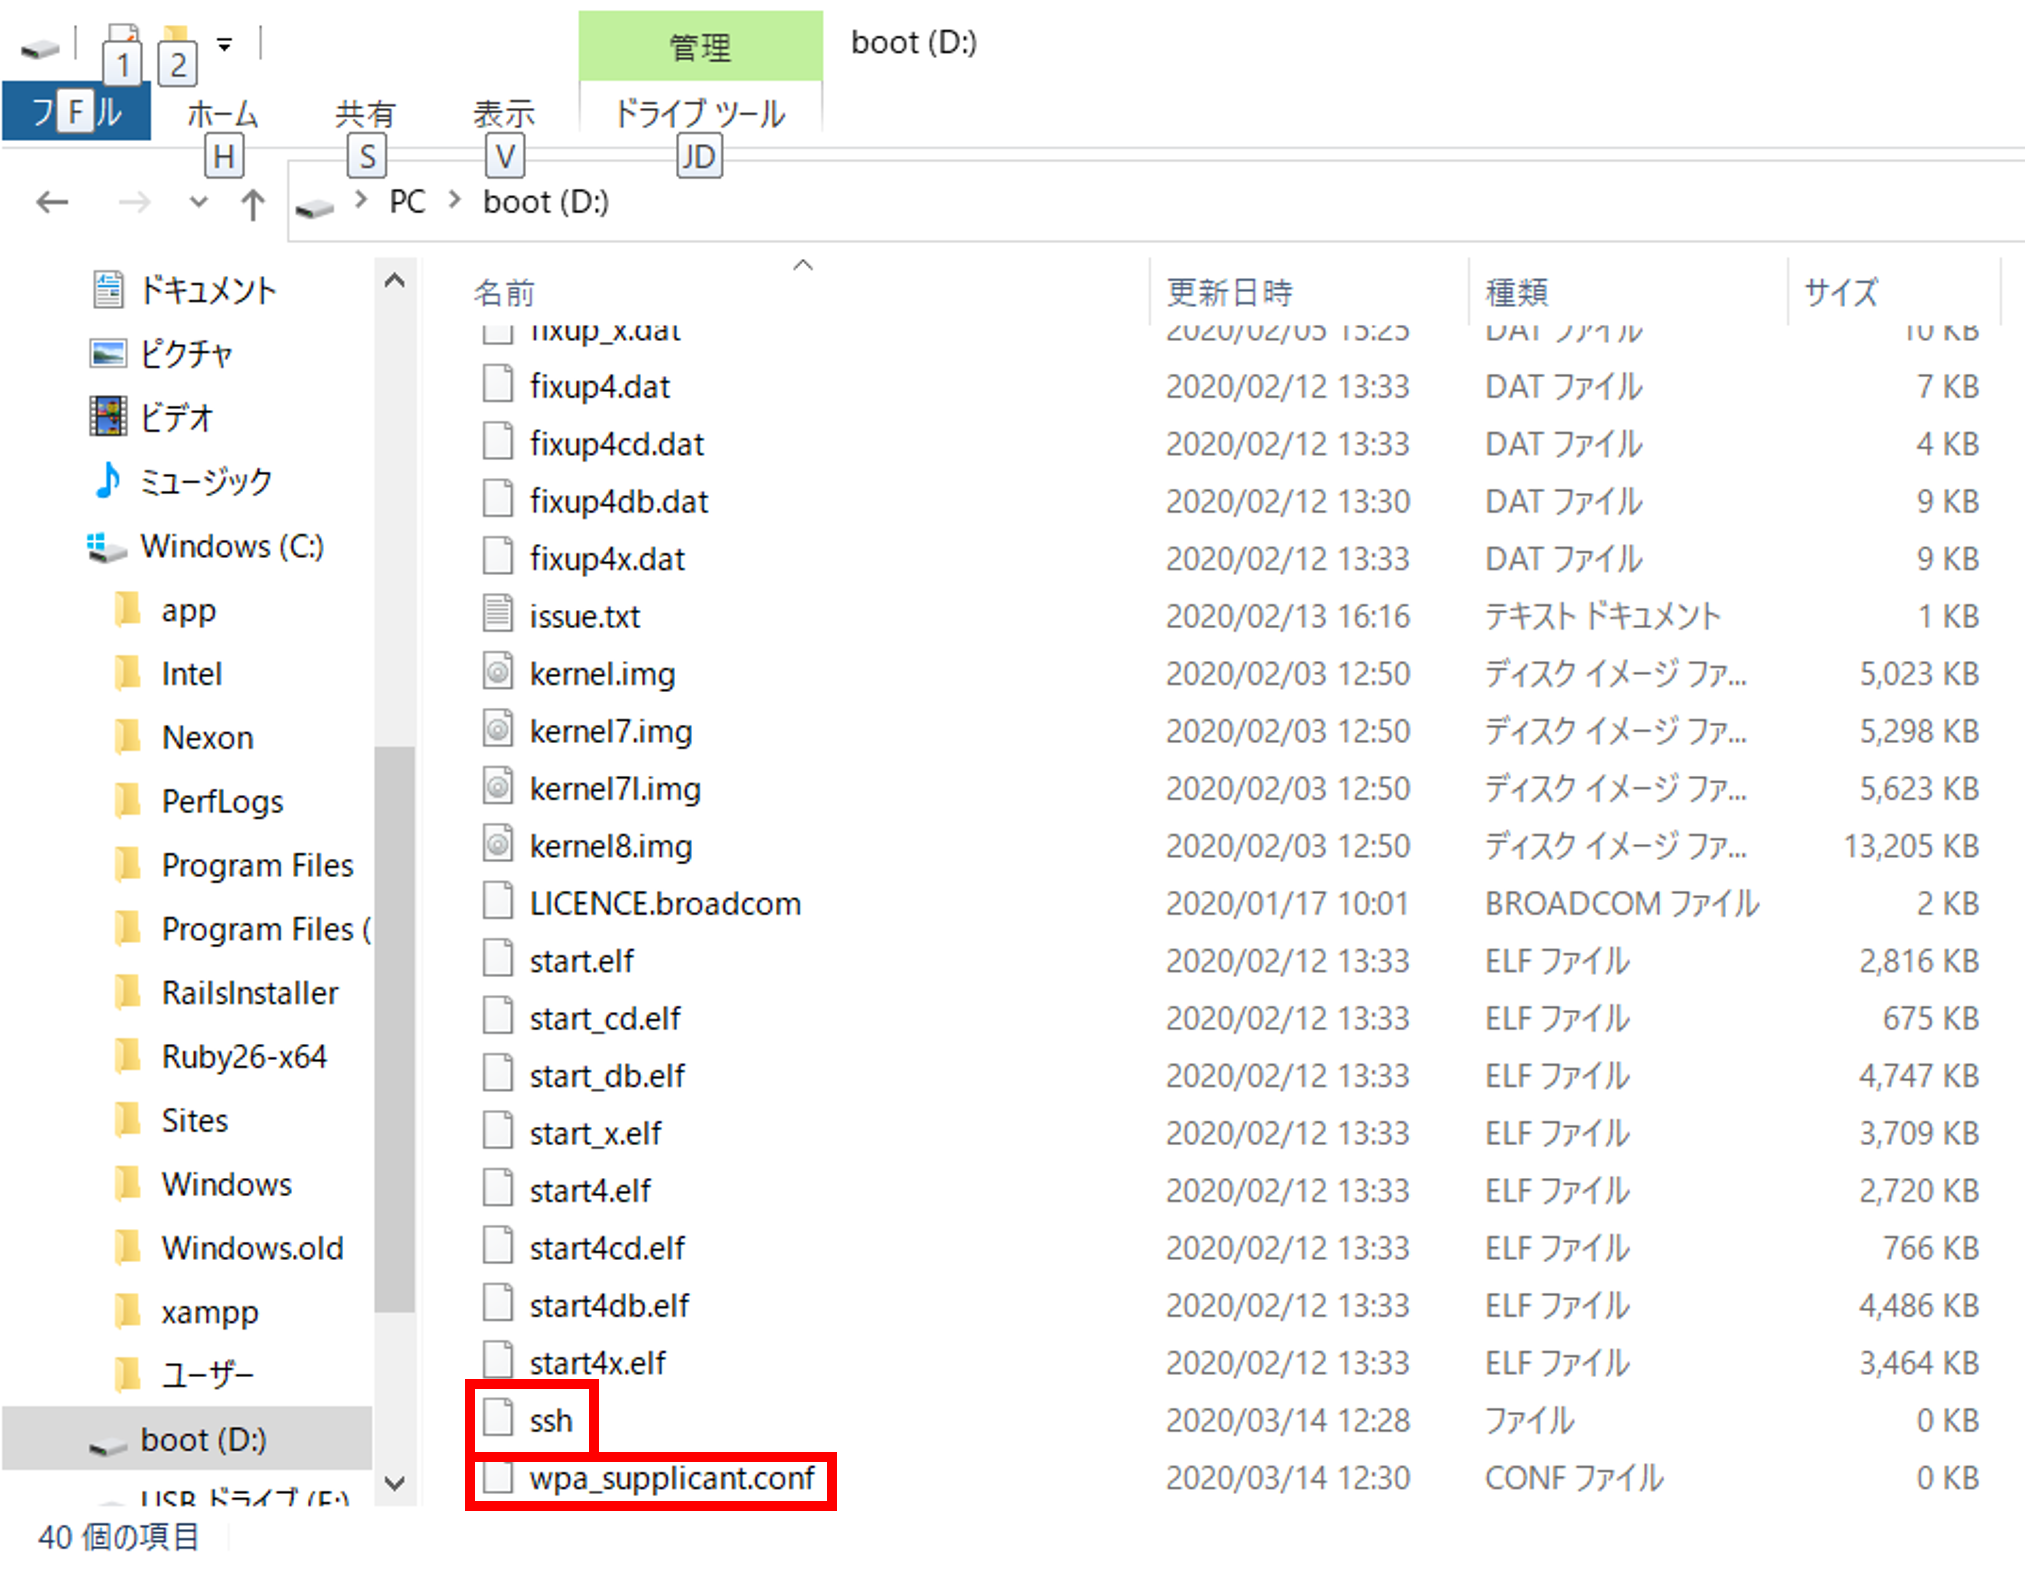 1 2
管理 boot (D:)
フ F ル ホーム 共有 表示 ドライブ ツール
H S V JD
PC boot (D:)
名前 更新日時 種類 サイズ
ドキュメント
ピクチャ
ビデオ
ミュージック
Windows (C:)
app
Intel
Nexon
PerfLogs
Program Files
Program Files (
RailsInstaller
Ruby26-x64
Sites
Windows
Windows.old
xampp
ユーザー
boot (D:)
USB ドライブ (E:)
fixup_x.dat 2020/02/05 15:25 DAT ファイル 10 KB
fixup4.dat 2020/02/12 13:33 DAT ファイル 7 KB
fixup4cd.dat 2020/02/12 13:33 DAT ファイル 4 KB
fixup4db.dat 2020/02/12 13:30 DAT ファイル 9 KB
fixup4x.dat 2020/02/12 13:33 DAT ファイル 9 KB
issue.txt 2020/02/13 16:16 テキスト ドキュメント 1 KB
kernel.img 2020/02/03 12:50 ディスク イメージ ファ... 5,023 KB
kernel7.img 2020/02/03 12:50 ディスク イメージ ファ... 5,298 KB
kernel7l.img 2020/02/03 12:50 ディスク イメージ ファ... 5,623 KB
kernel8.img 2020/02/03 12:50 ディスク イメージ ファ... 13,205 KB
LICENCE.broadcom 2020/01/17 10:01 BROADCOM ファイル 2 KB
start.elf 2020/02/12 13:33 ELF ファイル 2,816 KB
start_cd.elf 2020/02/12 13:33 ELF ファイル 675 KB
start_db.elf 2020/02/12 13:33 ELF ファイル 4,747 KB
start_x.elf 2020/02/12 13:33 ELF ファイル 3,709 KB
start4.elf 2020/02/12 13:33 ELF ファイル 2,720 KB
start4cd.elf 2020/02/12 13:33 ELF ファイル 766 KB
start4db.elf 2020/02/12 13:33 ELF ファイル 4,486 KB
start4x.elf 2020/02/12 13:33 ELF ファイル 3,464 KB
ssh 2020/03/14 12:28 ファイル 0 KB
wpa_supplicant.conf 2020/03/14 12:30 CONF ファイル 0 KB
40 個の項目